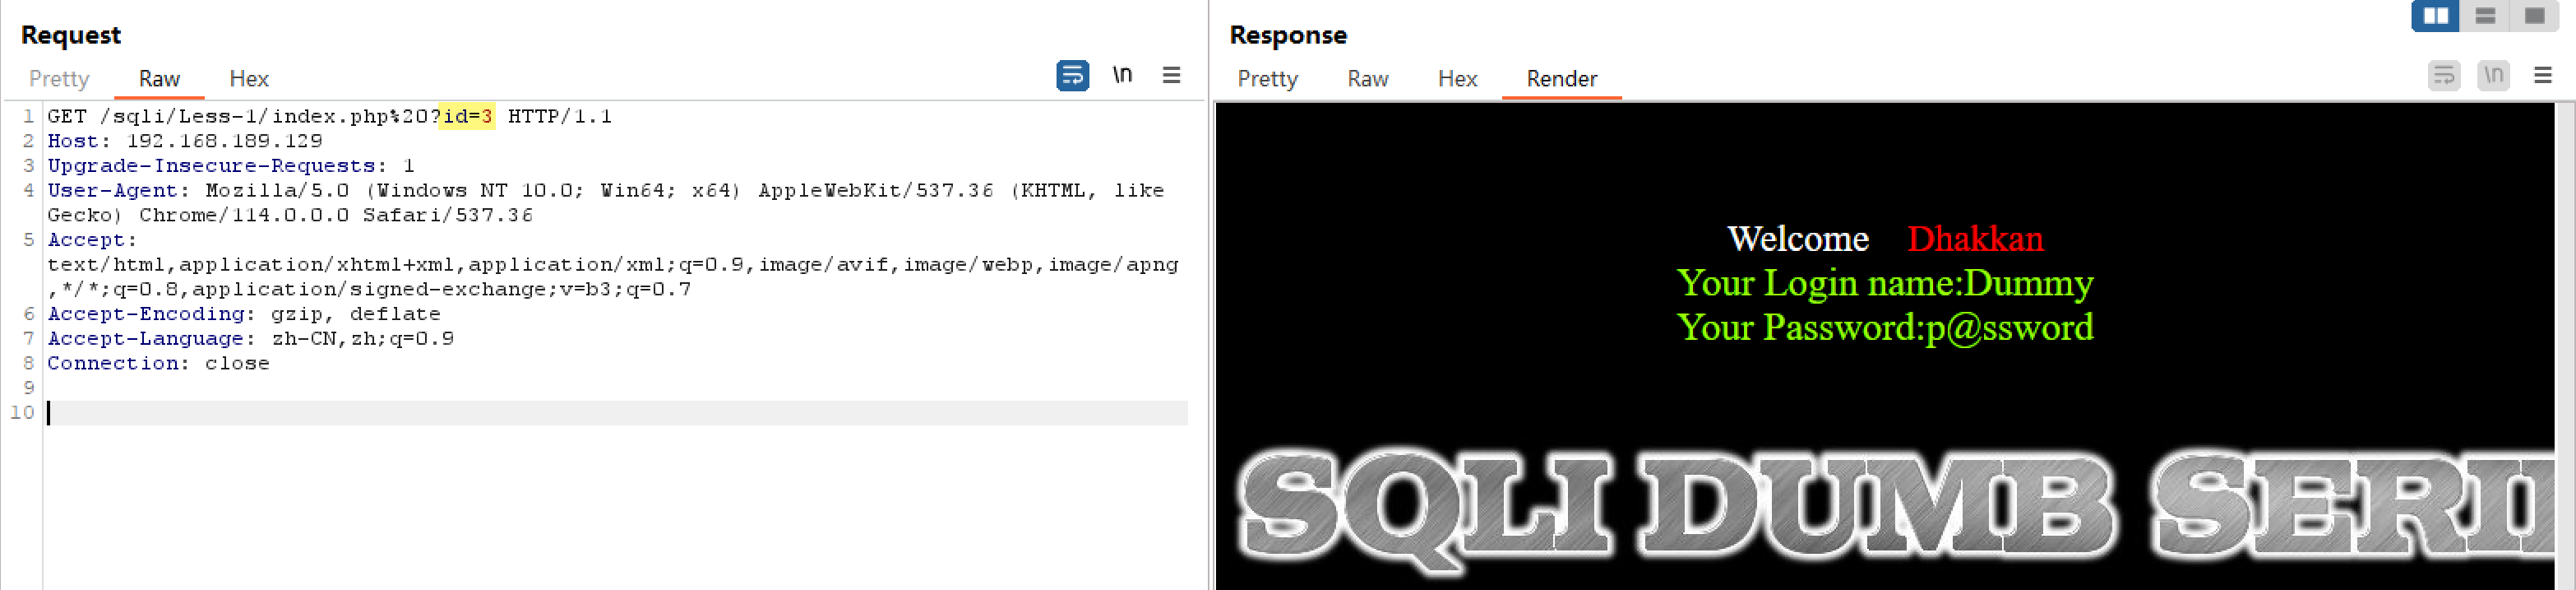 Request
Pretty Raw Hex
\n
1 GET /sqli/Less-1/index.php%20?id=3 HTTP/1.1
2 Host: 192.168.189.129
3 Upgrade-Insecure-Requests: 1
4 User-Agent: Mozilla/5.0 (Windows NT 10.0; Win64; x64) AppleWebKit/537.36 (KHTML, like
Gecko) Chrome/114.0.0.0 Safari/537.36
5 Accept:
text/html,application/xhtml+xml,application/xml;q=0.9,image/avif,image/webp,image/apng
,*/*;q=0.8,application/signed-exchange;v=b3;q=0.7
6 Accept-Encoding: gzip, deflate
7 Accept-Language: zh-CN,zh;q=0.9
8 Connection: close
9
10
Response
Pretty Raw Hex Render
\n
Welcome Dhakkan
Your Login name:Dummy
Your Password:p@ssword
SQLI DUMB SERI